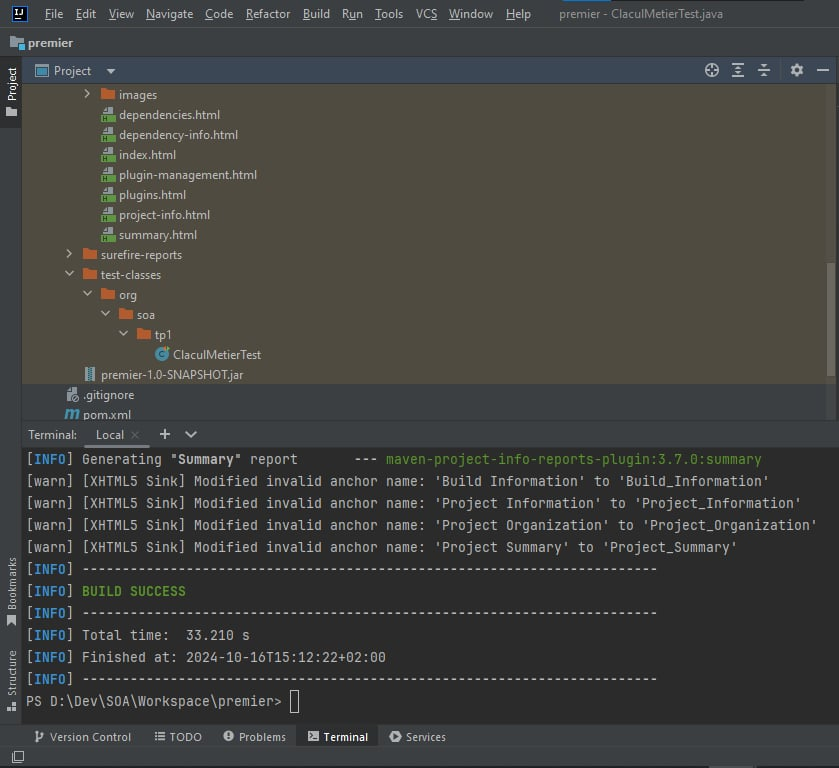 IJ File Edit View Navigate Code Refactor Build Run Tools VCS Window Help premier - ClaculMetierTest.java
premier
Project
Project
images
dependencies.html
dependency-info.html
index.html
plugin-management.html
plugins.html
project-info.html
summary.html
surefire-reports
test-classes
org
soa
tp1
C ClaculMetierTest
premier-1.0-SNAPSHOT.jar
.gitignore
m pom.xml
Terminal: Local × +
[INFO] Generating "Summary" report --- maven-project-info-reports-plugin:3.7.0:summary
[warn] [XHTML5 Sink] Modified invalid anchor name: 'Build Information' to 'Build_Information'
[warn] [XHTML5 Sink] Modified invalid anchor name: 'Project Information' to 'Project_Information'
[warn] [XHTML5 Sink] Modified invalid anchor name: 'Project Organization' to 'Project_Organization'
[warn] [XHTML5 Sink] Modified invalid anchor name: 'Project Summary' to 'Project_Summary'
[INFO] ------------------------------------------------------------------------
[INFO] BUILD SUCCESS
[INFO] ------------------------------------------------------------------------
[INFO] Total time:  33.210 s
[INFO] Finished at: 2024-10-16T15:12:22+02:00
[INFO] ------------------------------------------------------------------------
PS D:\Dev\SOA\Workspace\premier>
Bookmarks
Structure
Version Control TODO Problems Terminal Services